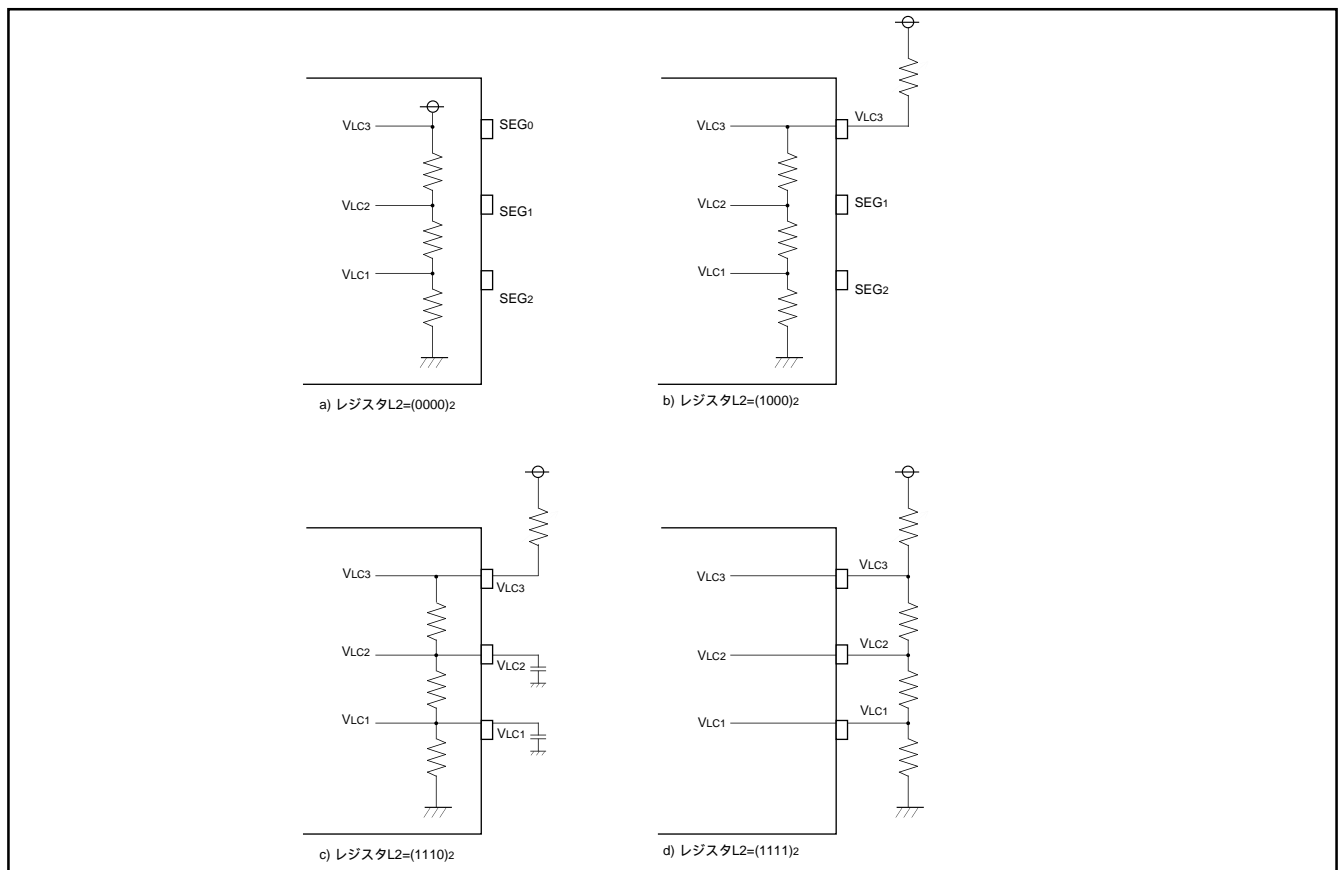 VLC3
SEG0
VLC2
SEG1
VLC1
SEG2
a) レジスタL2=(0000)2
VLC3
VLC3
VLC2
SEG1
VLC1
SEG2
b) レジスタL2=(1000)2
VLC3
VLC3
VLC2
VLC2
VLC1
VLC1
c) レジスタL2=(1110)2
VLC3
VLC3
VLC2
VLC2
VLC1
VLC1
d) レジスタL2=(1111)2